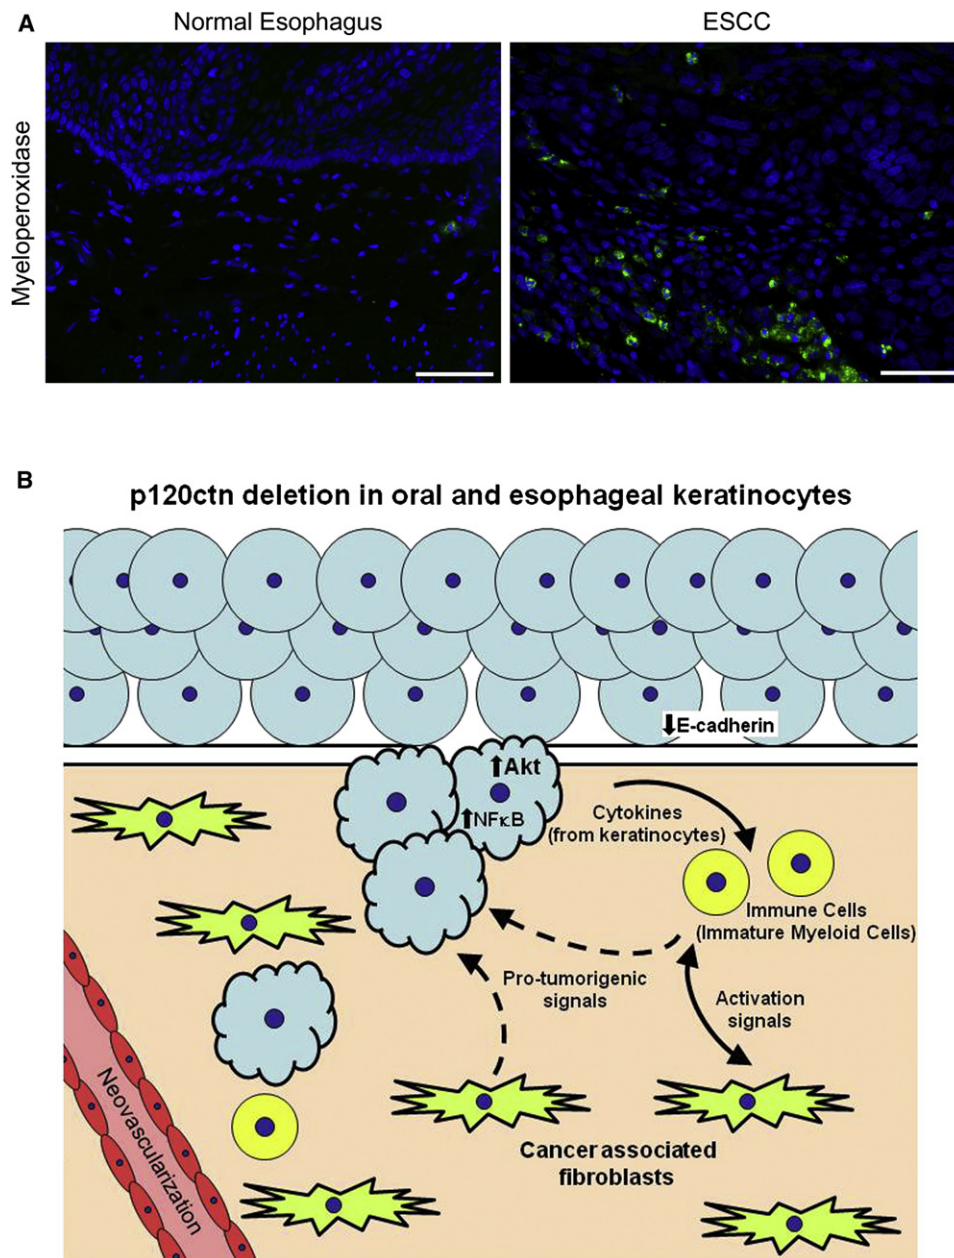 A
Normal Esophagus
ESCC
Myeloperoxidase
B
p120ctn deletion in oral and esophageal keratinocytes
⬇E-cadherin
⬆Akt
⬆NFκB
Cytokines
(from keratinocytes)
Immune Cells
(Immature Myeloid Cells)
Pro-tumorigenic
signals
Activation
signals
Neovascularization
Cancer associated
fibroblasts